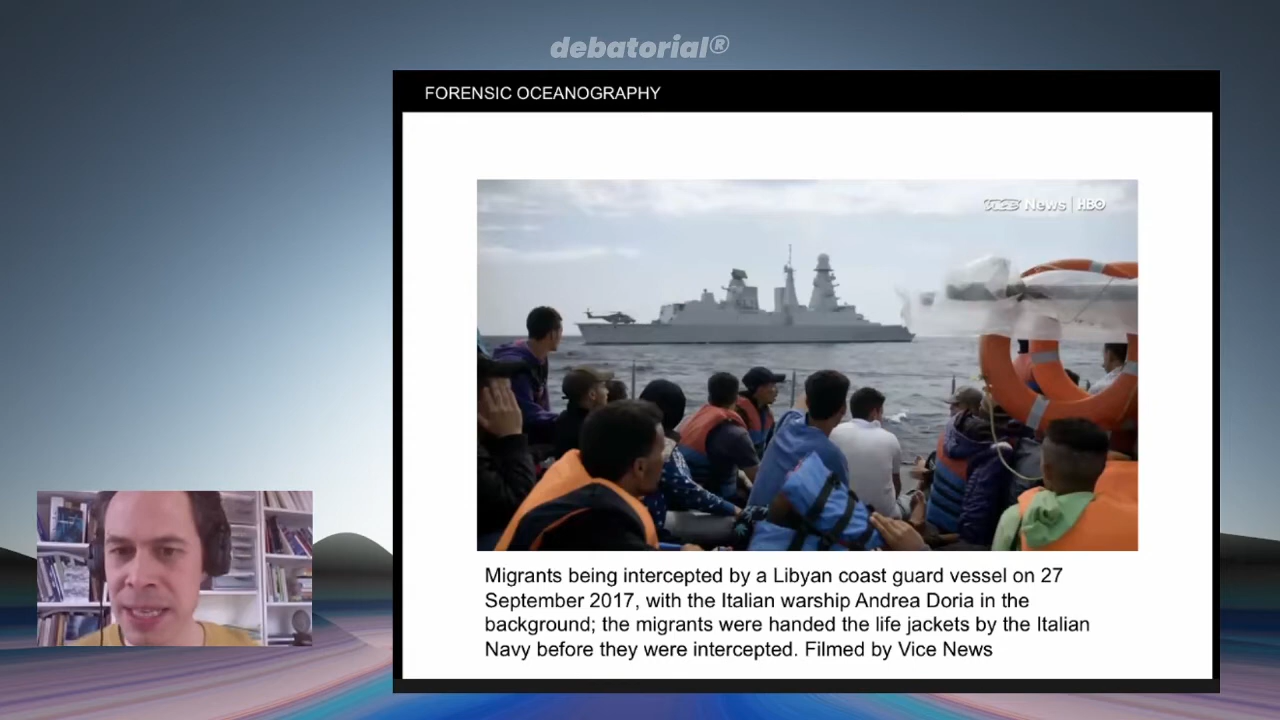 debatorial®
FORENSIC OCEANOGRAPHY
VICE News | HBO
Migrants being intercepted by a Libyan coast guard vessel on 27
September 2017, with the Italian warship Andrea Doria in the
background; the migrants were handed the life jackets by the Italian
Navy before they were intercepted. Filmed by Vice News